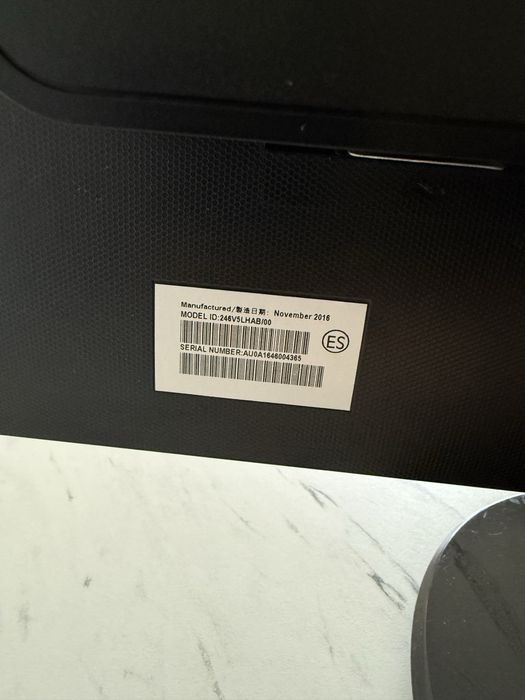 Manufactured/製造日期: November 2016
MODEL ID:246V5LHAB/00
SERIAL NUMBER:AU0A1646004365
ES